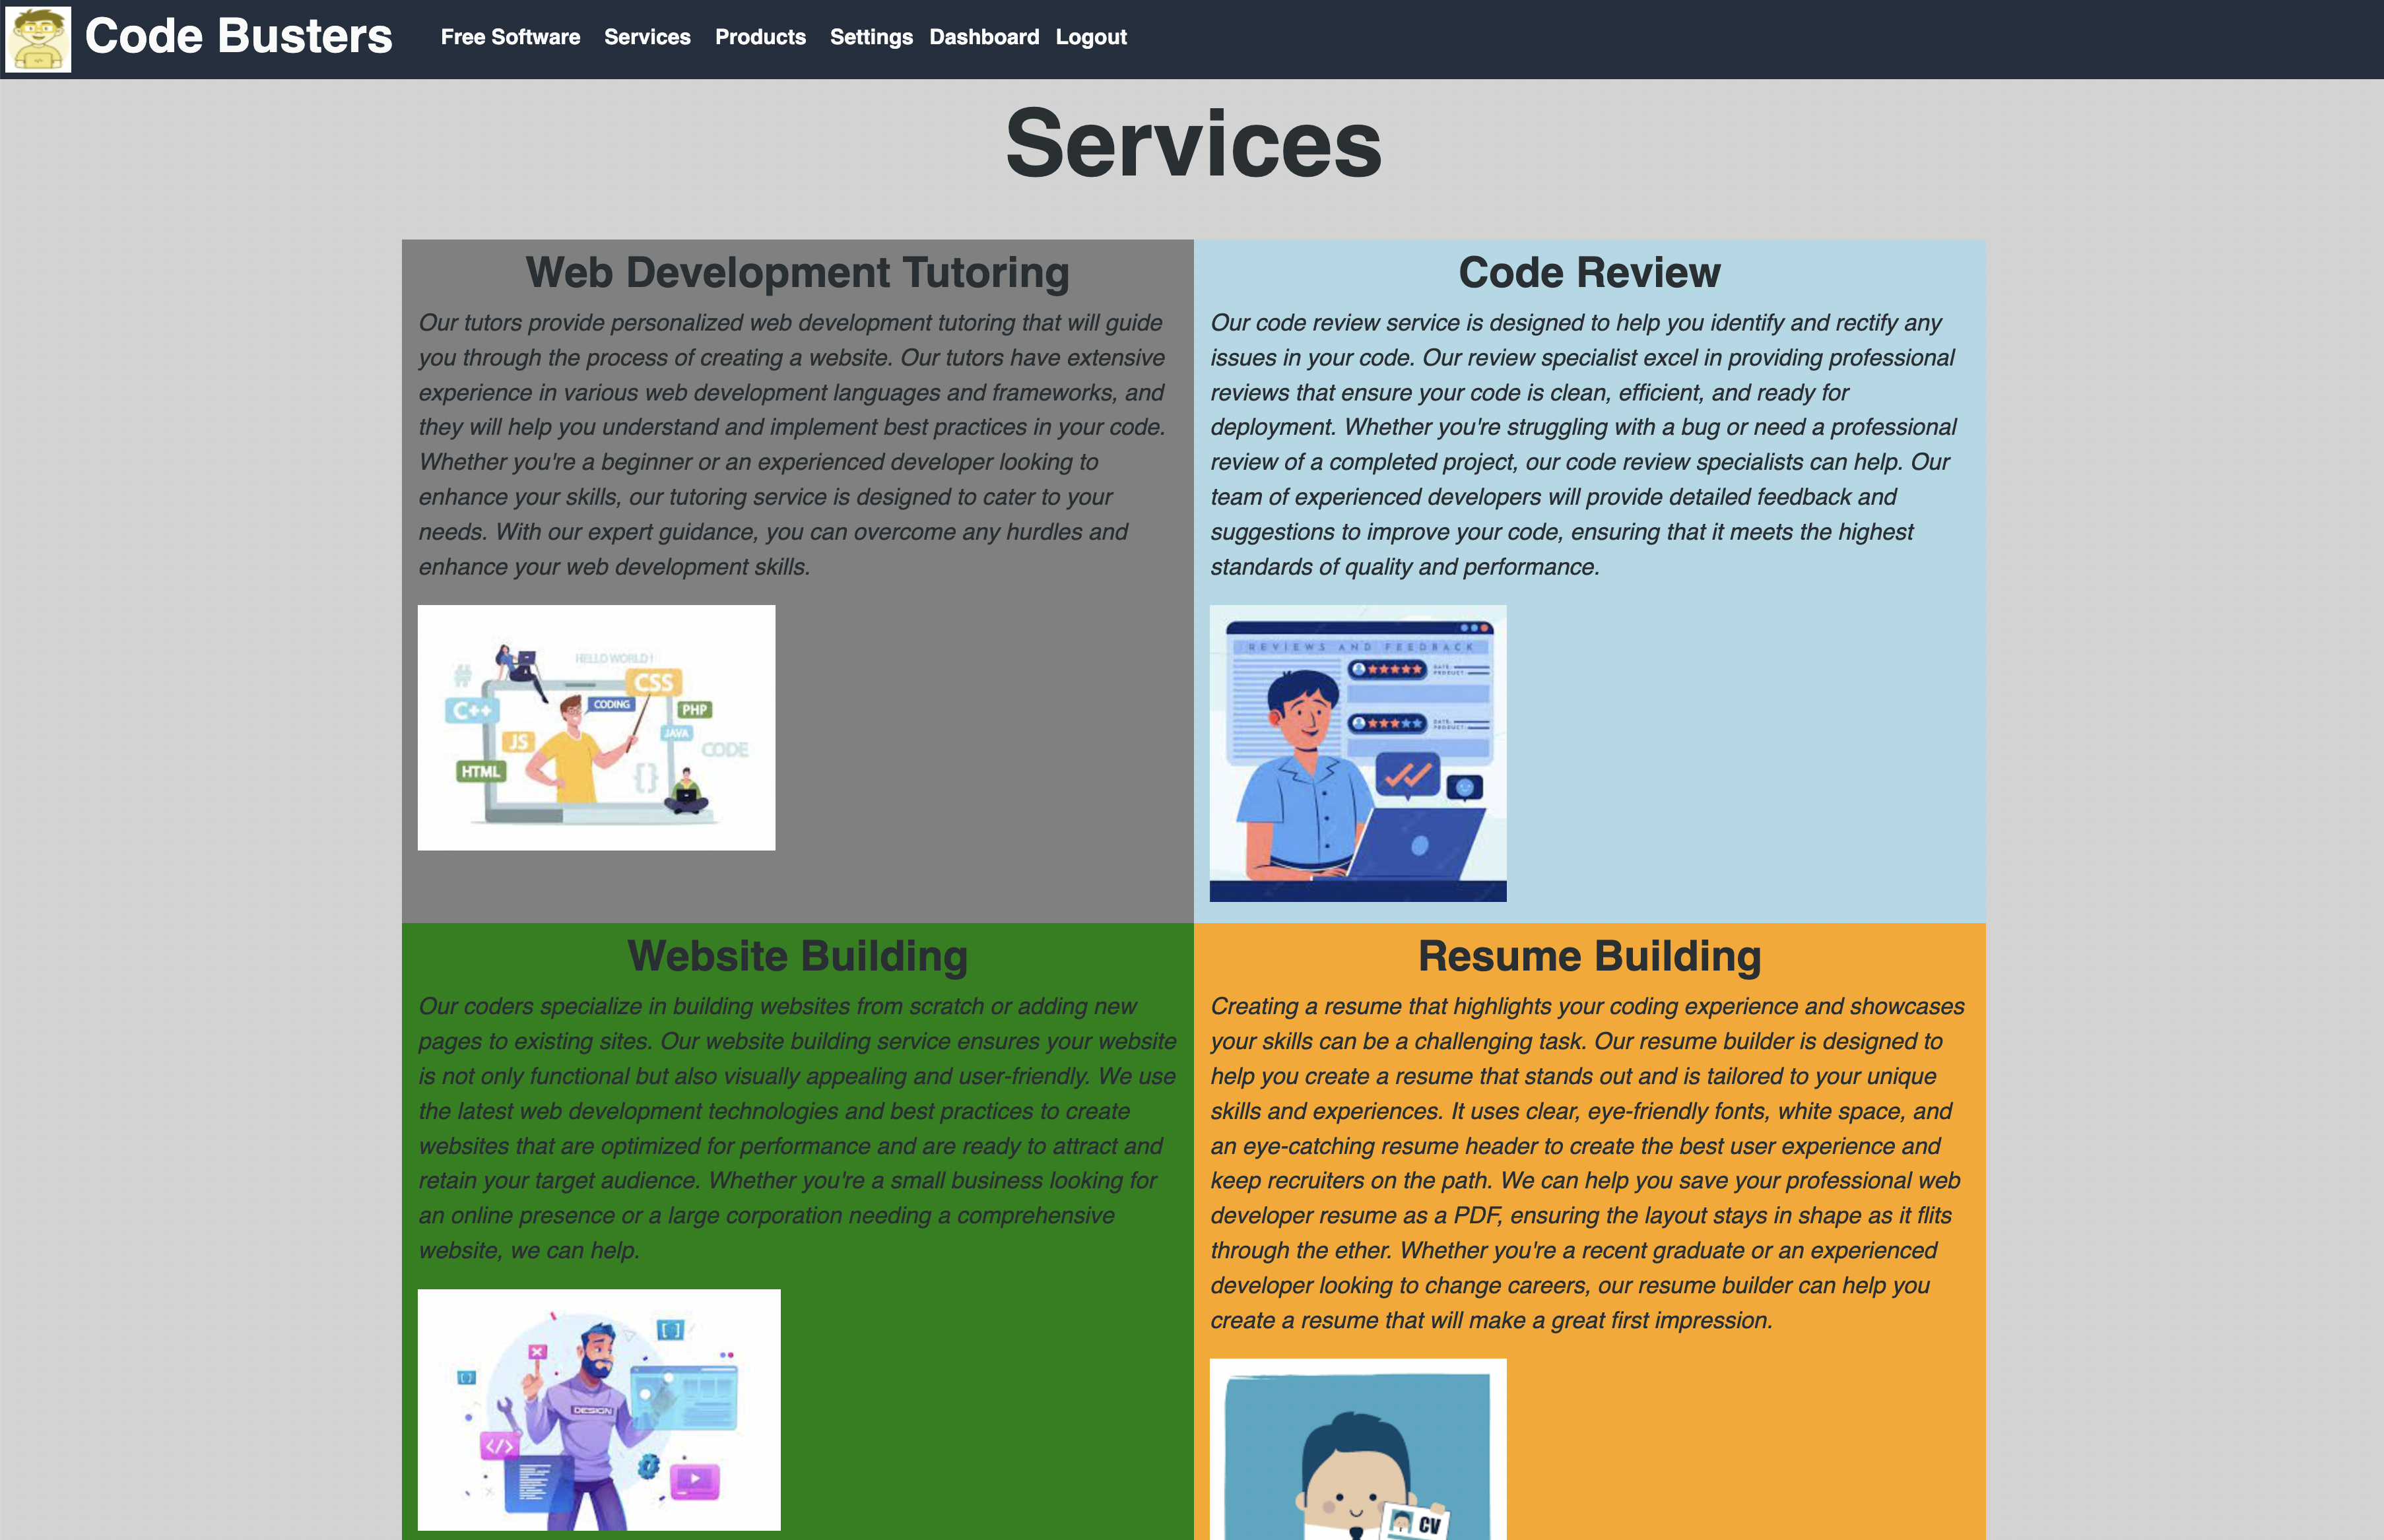 Code Busters
Free Software Services Products Settings Dashboard Logout
Services
Web Development Tutoring
Our tutors provide personalized web development tutoring that will guide
you through the process of creating a website. Our tutors have extensive
experience in various web development languages and frameworks, and
they will help you understand and implement best practices in your code.
Whether you're a beginner or an experienced developer looking to
enhance your skills, our tutoring service is designed to cater to your
needs. With our expert guidance, you can overcome any hurdles and
enhance your web development skills.
HELLO WORLD !
#
CSS
C++
CODING
PHP
JS
JAVA
CODE
HTML
{}
Code Review
Our code review service is designed to help you identify and rectify any
issues in your code. Our review specialist excel in providing professional
reviews that ensure your code is clean, efficient, and ready for
deployment. Whether you're struggling with a bug or need a professional
review of a completed project, our code review specialists can help. Our
team of experienced developers will provide detailed feedback and
suggestions to improve your code, ensuring that it meets the highest
standards of quality and performance.
REVIEWS AND FEEDBACK
DATE:
PRODUCT:
DATE:
PRODUCT:
Website Building
Our coders specialize in building websites from scratch or adding new
pages to existing sites. Our website building service ensures your website
is not only functional but also visually appealing and user-friendly. We use
the latest web development technologies and best practices to create
websites that are optimized for performance and are ready to attract and
retain your target audience. Whether you're a small business looking for
an online presence or a large corporation needing a comprehensive
website, we can help.
[ ]
{ }
DESIGN
</>
Resume Building
Creating a resume that highlights your coding experience and showcases
your skills can be a challenging task. Our resume builder is designed to
help you create a resume that stands out and is tailored to your unique
skills and experiences. It uses clear, eye-friendly fonts, white space, and
an eye-catching resume header to create the best user experience and
keep recruiters on the path. We can help you save your professional web
developer resume as a PDF, ensuring the layout stays in shape as it flits
through the ether. Whether you're a recent graduate or an experienced
developer looking to change careers, our resume builder can help you
create a resume that will make a great first impression.
CV